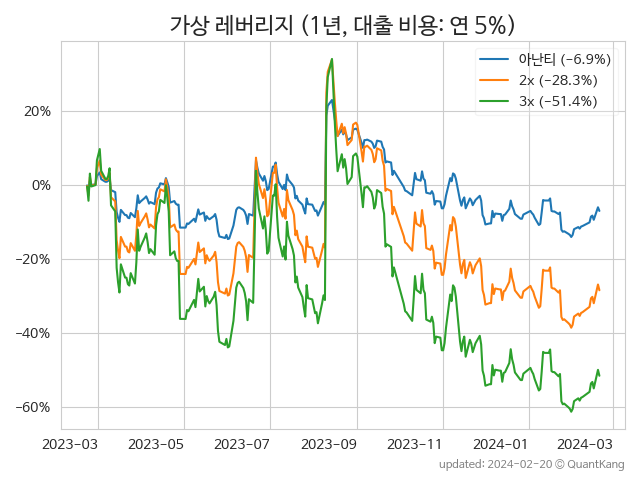 가상 레버리지 (1년, 대출 비용: 연 5%)
아난티 (−6.9%)
2x (−28.3%)
3x (−51.4%)
20%
0%
−20%
−40%
−60%
2023−03 2023−05 2023−07 2023−09 2023−11 2024−01 2024−03
updated: 2024−02−20 ⓒ QuantKang